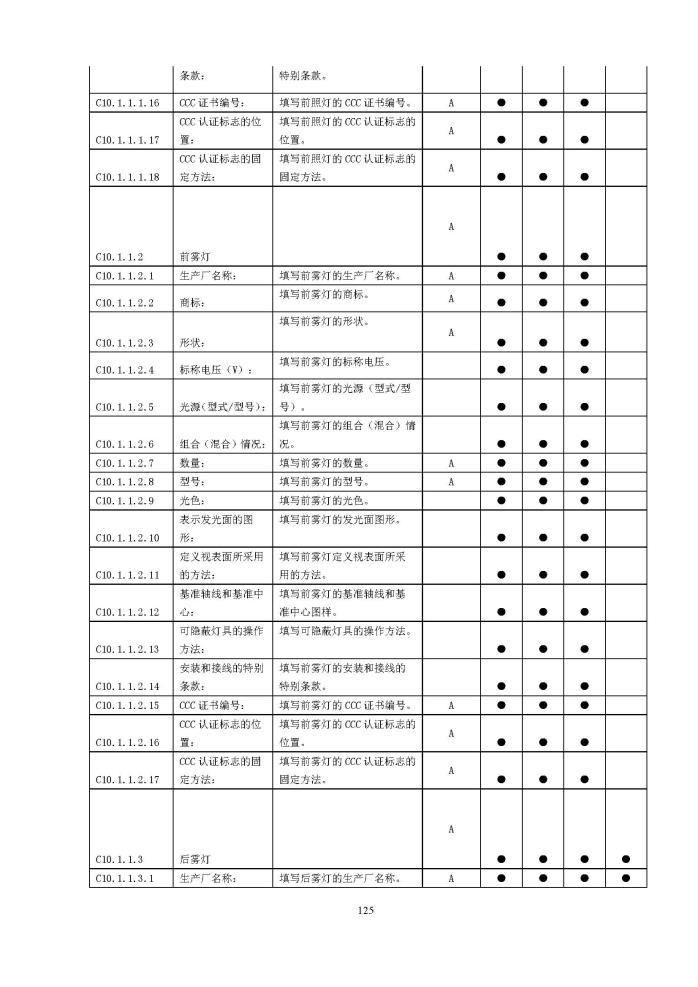 条款： 特别条款。
C10.1.1.1.16 CCC 证书编号： 填写前照灯的 CCC 证书编号。 A ● ● ●
CCC 认证标志的位 填写前照灯的 CCC 认证标志的
C10.1.1.1.17 置： 位置。 A ● ● ●
CCC 认证标志的固 填写前照灯的 CCC 认证标志的
C10.1.1.1.18 定方法： 固定方法。 A ● ● ●
C10.1.1.2 前雾灯 A ● ● ●
C10.1.1.2.1 生产厂名称： 填写前雾灯的生产厂名称。 A ● ● ●
C10.1.1.2.2 商标： 填写前雾灯的商标。 A ● ● ●
C10.1.1.2.3 形状： 填写前雾灯的形状。 A ● ● ●
C10.1.1.2.4 标称电压（V）： 填写前雾灯的标称电压。 ● ● ●
填写前雾灯的光源（型式/型
C10.1.1.2.5 光源（型式/型号）： 号）。 ● ● ●
填写前雾灯的组合（混合）情
C10.1.1.2.6 组合（混合）情况： 况。 ● ● ●
C10.1.1.2.7 数量： 填写前雾灯的数量。 A ● ● ●
C10.1.1.2.8 型号： 填写前雾灯的型号。 A ● ● ●
C10.1.1.2.9 光色： 填写前雾灯的光色。 ● ● ●
表示发光面的图 填写前雾灯的发光面图形。
C10.1.1.2.10 形： ● ● ●
定义视表面所采用 填写前雾灯定义视表面所采
C10.1.1.2.11 的方法： 用的方法。 ● ● ●
基准轴线和基准中 填写前雾灯的基准轴线和基
C10.1.1.2.12 心： 准中心图样。 ● ● ●
可隐蔽灯具的操作 填写可隐蔽灯具的操作方法。
C10.1.1.2.13 方法： ● ● ●
安装和接线的特别 填写前雾灯的安装和接线的
C10.1.1.2.14 条款： 特别条款。 ● ● ●
C10.1.1.2.15 CCC 证书编号： 填写前雾灯的 CCC 证书编号。 A ● ● ●
CCC 认证标志的位 填写前雾灯的 CCC 认证标志的
C10.1.1.2.16 置： 位置。 A ● ● ●
CCC 认证标志的固 填写前雾灯的 CCC 认证标志的
C10.1.1.2.17 定方法： 固定方法。 A ● ● ●
C10.1.1.3 后雾灯 A ● ● ● ●
C10.1.1.3.1 生产厂名称： 填写后雾灯的生产厂名称。 A ● ● ● ●
125